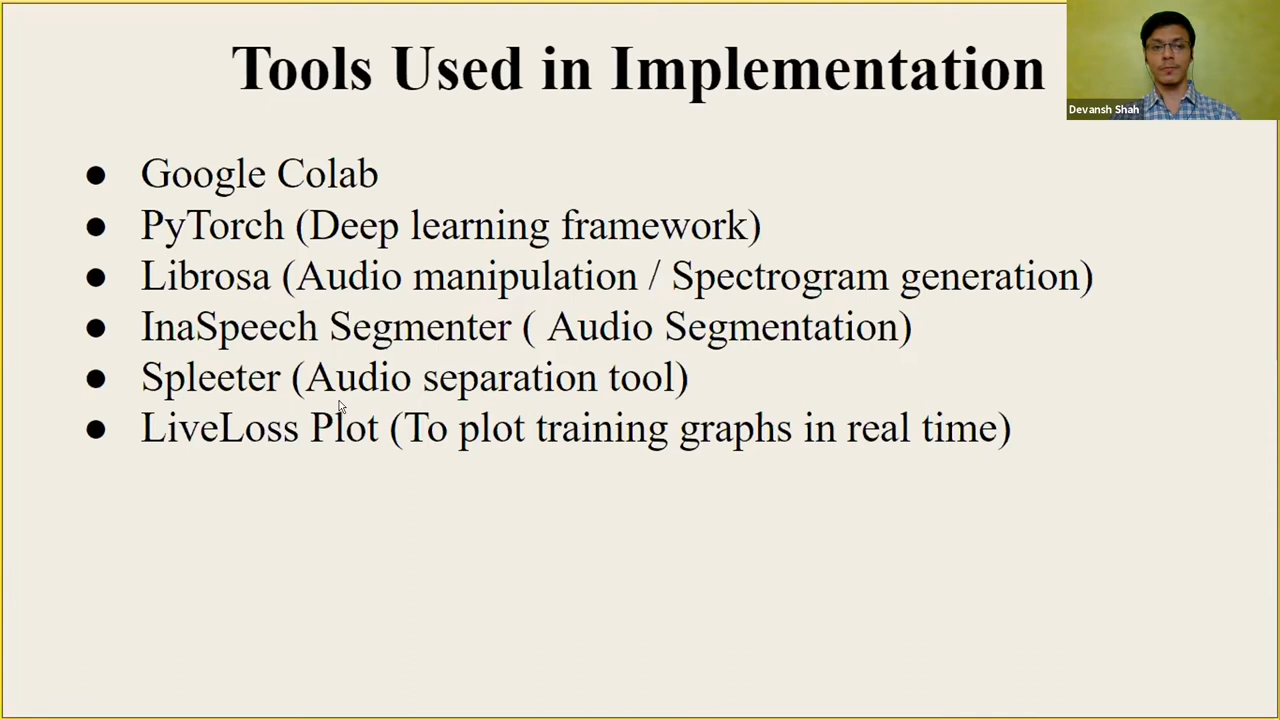 Tools Used in Implementation
Devansh Shah
● Google Colab
● PyTorch (Deep learning framework)
● Librosa (Audio manipulation / Spectrogram generation)
● InaSpeech Segmenter ( Audio Segmentation)
● Spleeter (Audio separation tool)
● LiveLoss Plot (To plot training graphs in real time)